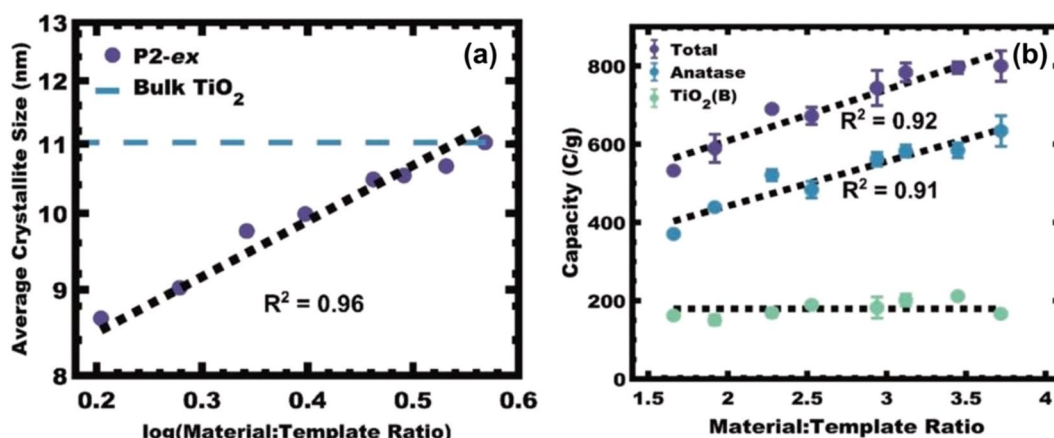 13
12
11
10
9
8
Average Crystallite Size (nm)
P2-ex
Bulk TiO2
(a)
R2 = 0.96
0.2 0.3 0.4 0.5 0.6
log(Material:Template Ratio)
800
600
400
200
0
Capacity (C/g)
Total
Anatase
TiO2(B)
(b)
R2 = 0.92
R2 = 0.91
1.5 2 2.5 3 3.5 4
Material:Template Ratio